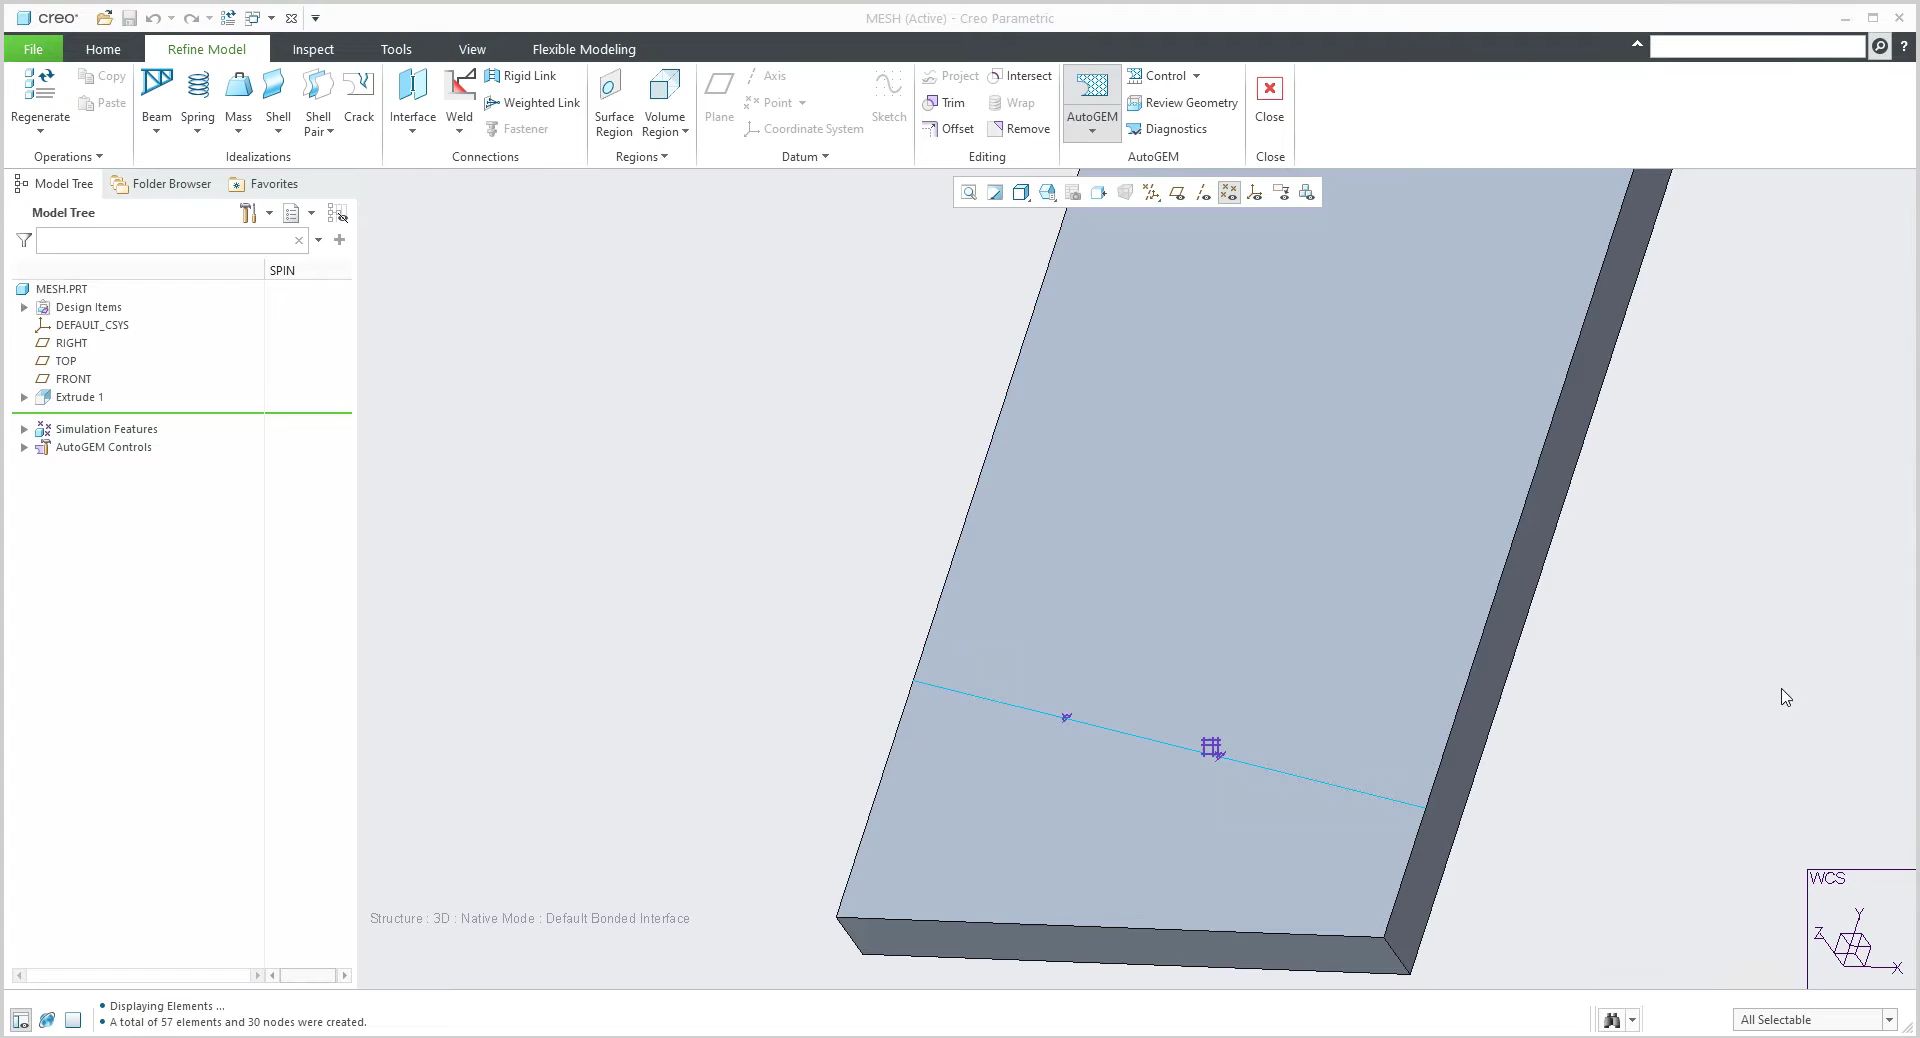 creo
MESH (Active) - Creo Parametric
File
Home
Refine Model
Inspect
Tools
View
Flexible Modeling
?
Regenerate
Copy
Paste
Operations
Beam
Spring
Mass
Shell
Shell
Pair
Crack
Idealizations
Interface
Weld
Rigid Link
Weighted Link
Fastener
Connections
Surface
Region
Volume
Region
Regions
Plane
Axis
Point
Coordinate System
Sketch
Datum
Project
Intersect
Trim
Wrap
Offset
Remove
Editing
AutoGEM
Control
Review Geometry
Diagnostics
AutoGEM
Close
Close
Model Tree
Folder Browser
Favorites
Model Tree
SPIN
MESH.PRT
Design Items
DEFAULT_CSYS
RIGHT
TOP
FRONT
Extrude 1
Simulation Features
AutoGEM Controls
Structure : 3D : Native Mode : Default Bonded Interface
WCS
Y
Z
X
• Displaying Elements ...
• A total of 57 elements and 30 nodes were created.
All Selectable